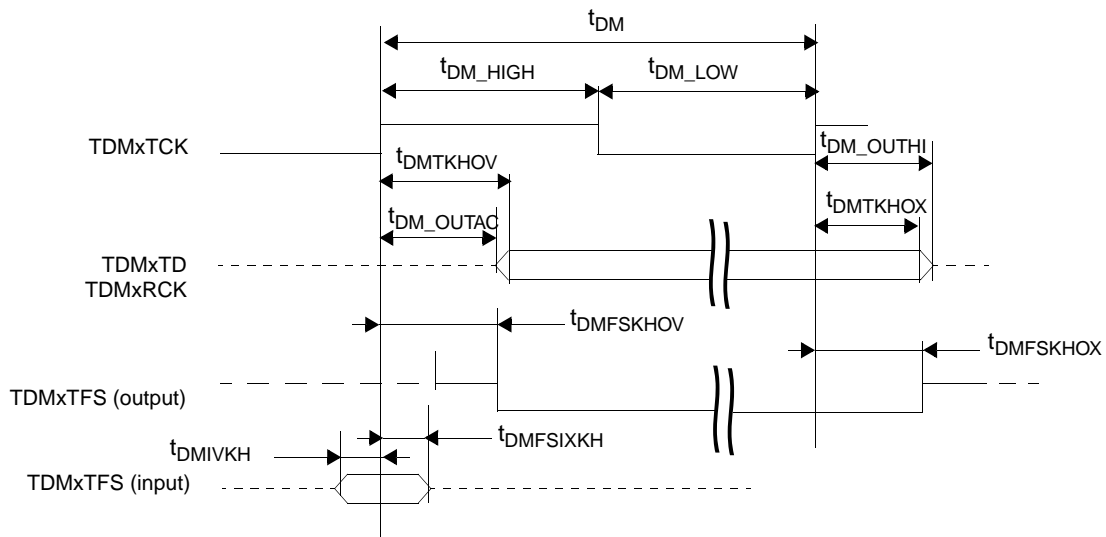 tDM
tDM_HIGH
tDM_LOW
TDMxTCK
tDMTKHOV
tDM_OUTHI
tDM_OUTAC
tDMTKHOX
TDMxTD
TDMxRCK
tDMFSKHOV
tDMFSKHOX
TDMxTFS (output)
tDMIVKH
tDMFSIXKH
TDMxTFS (input)